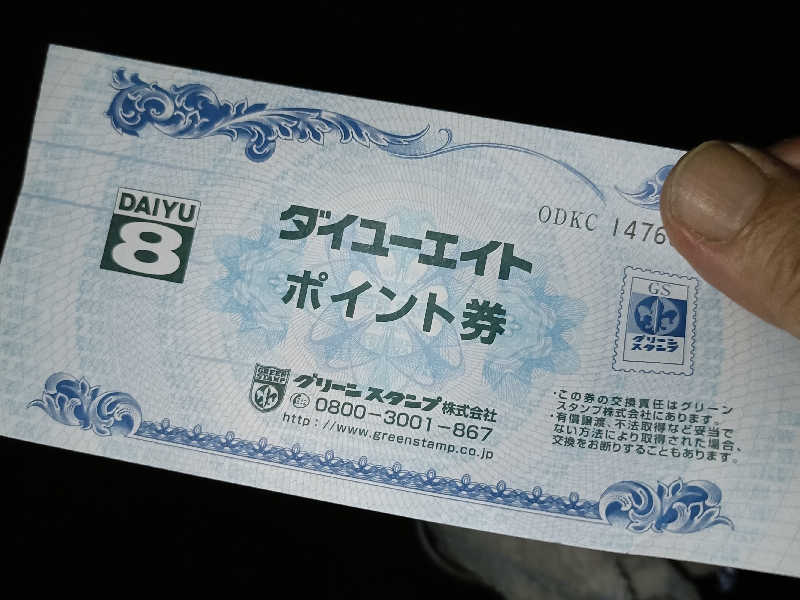 DAIYU
8
ダイユーエイト
ポイント券
ODKC 1476
GS
グリーン
スタンプ
GREEN
STAMP
グリーンスタンプ株式会社
0800-3001-867
http://www.greenstamp.co.jp
・この券の交換責任はグリーン
スタンプ株式会社にあります。
・有償譲渡、不法取得など妥当で
ない方法により取得された場合、
交換をお断りすることもあります。